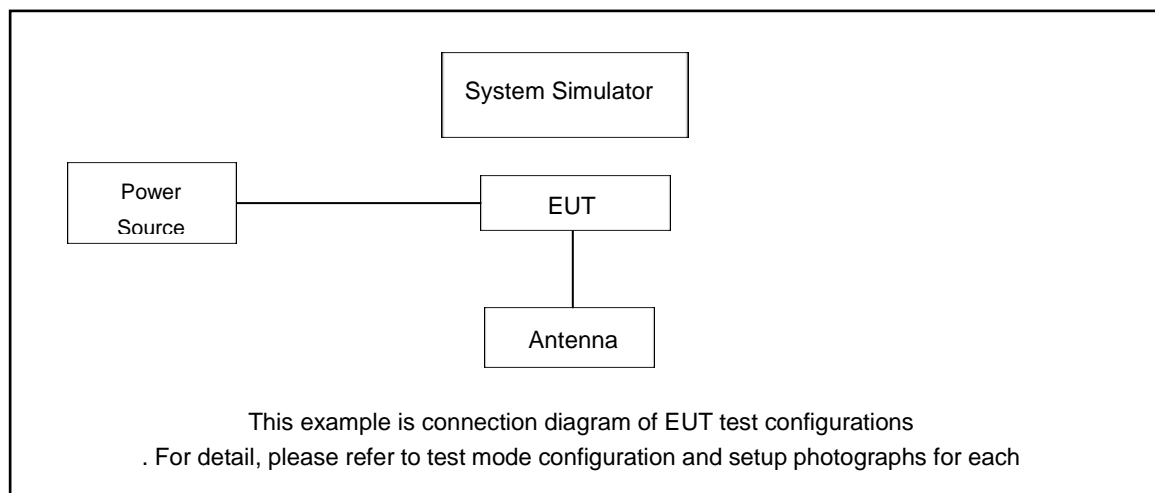 System Simulator
Power
Source
EUT
Antenna
This example is connection diagram of EUT test configurations
. For detail, please refer to test mode configuration and setup photographs for each